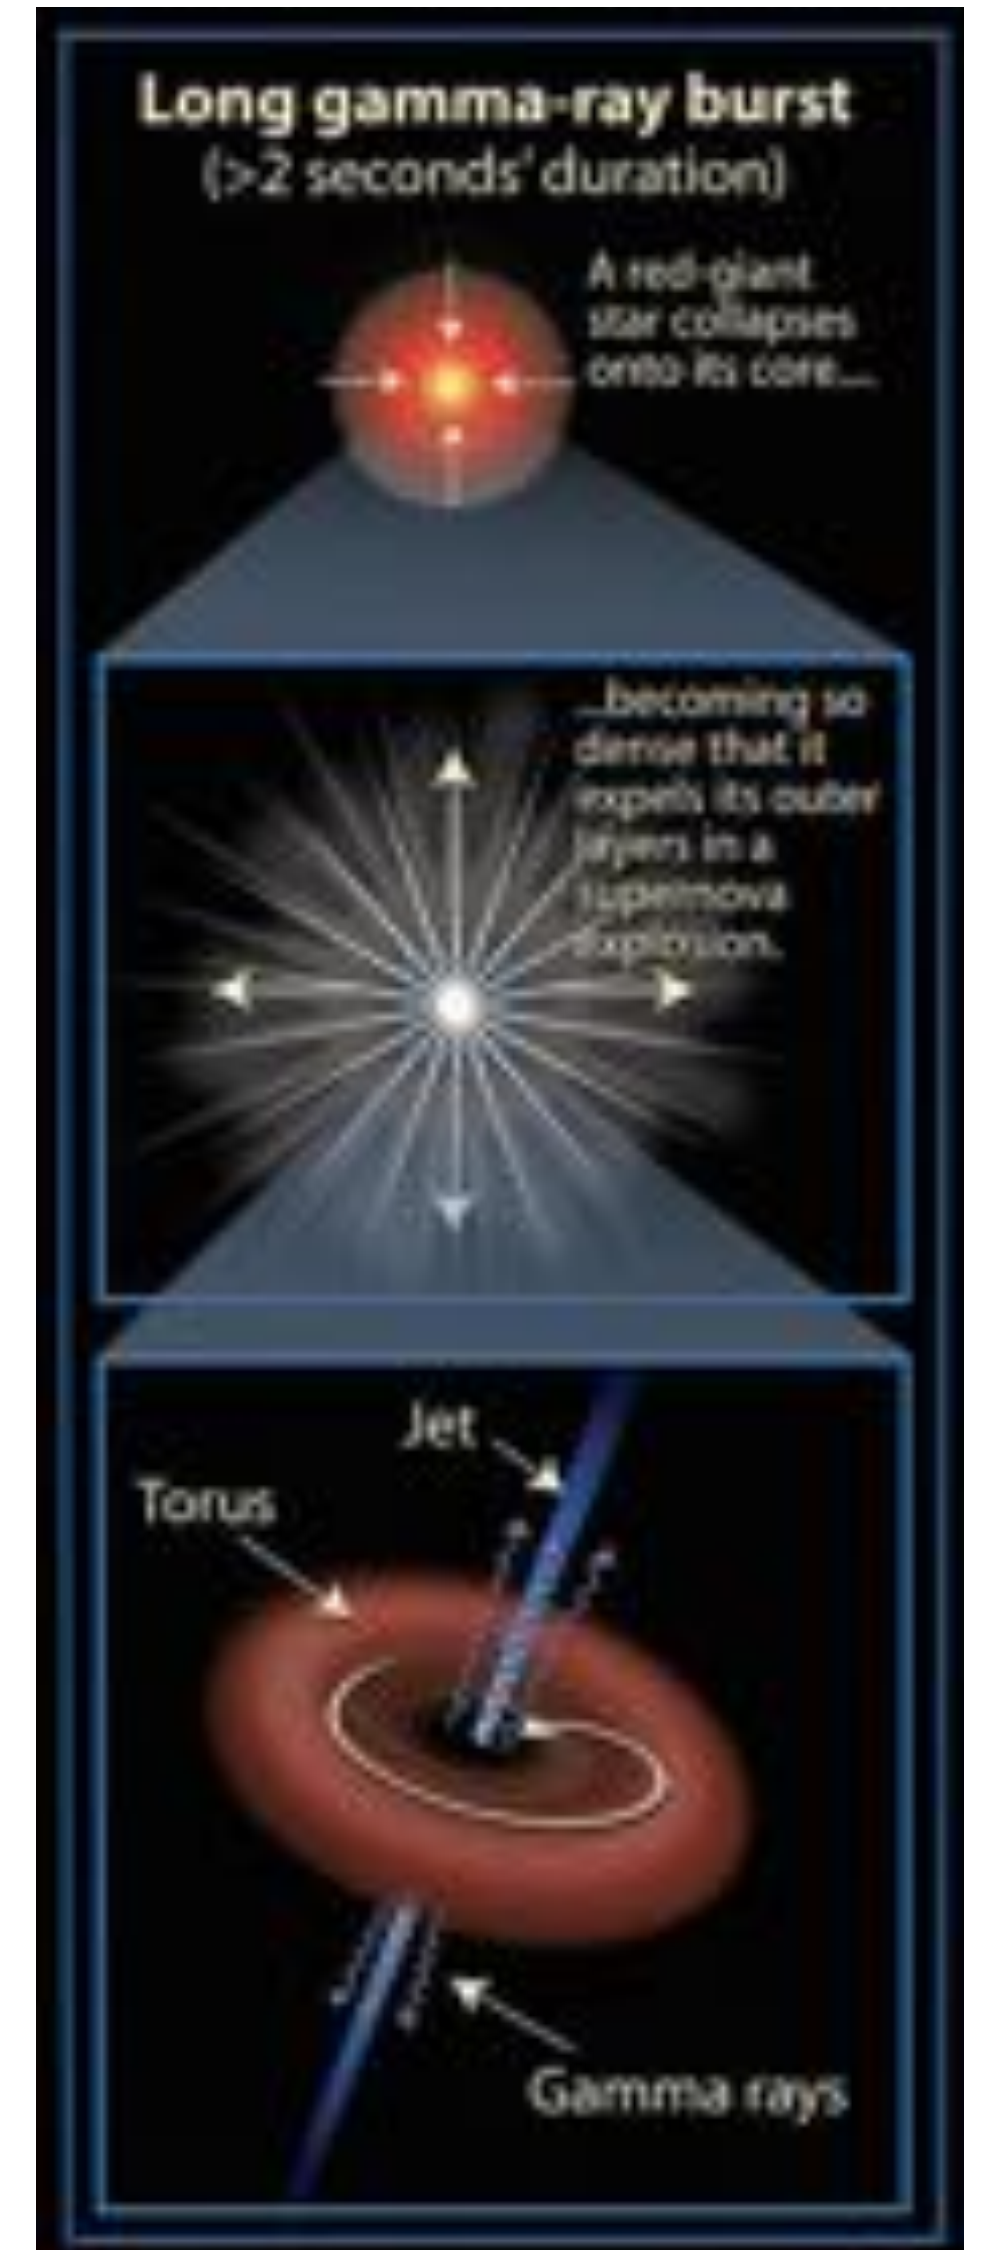 Long gamma-ray burst
(>2 seconds' duration)
A red-giant
star collapses
onto its core...
...becoming so
dense that it
expels its outer
layers in a
supernova
explosion.
Jet
Torus
Gamma rays